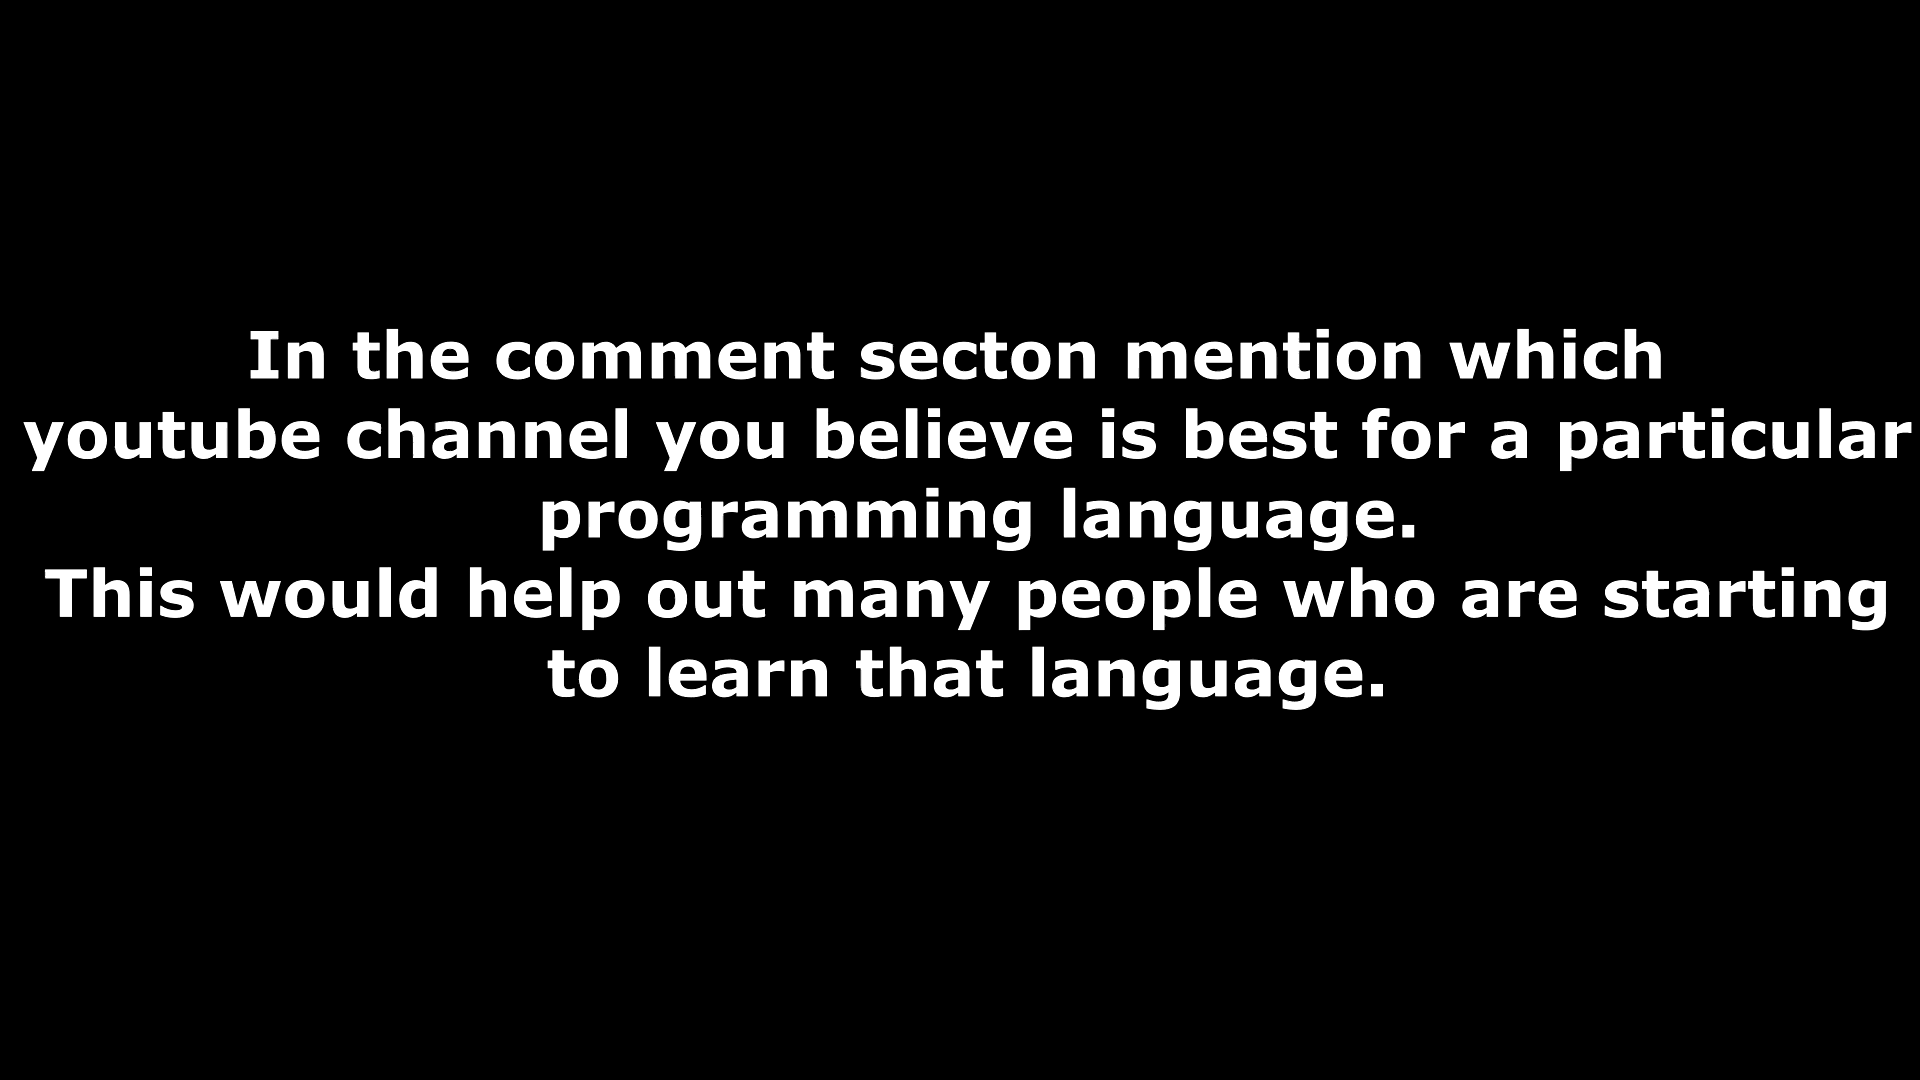 In the comment secton mention which
youtube channel you believe is best for a particular
programming language.
This would help out many people who are starting
to learn that language.